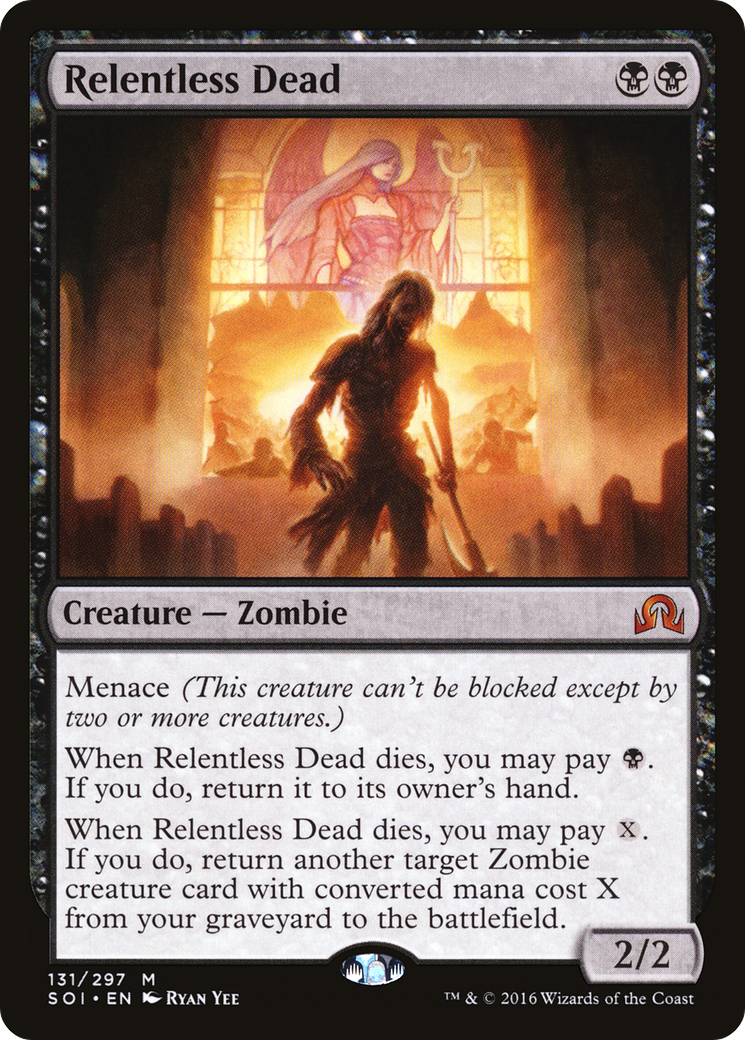 Relentless Dead
Creature — Zombie
Menace (This creature can't be blocked except by
two or more creatures.)
When Relentless Dead dies, you may pay .
If you do, return it to its owner's hand.
When Relentless Dead dies, you may pay X.
If you do, return another target Zombie
creature card with converted mana cost X
from your graveyard to the battlefield.
2/2
131/297 M
SOI • EN Ryan Yee
™ & © 2016 Wizards of the Coast